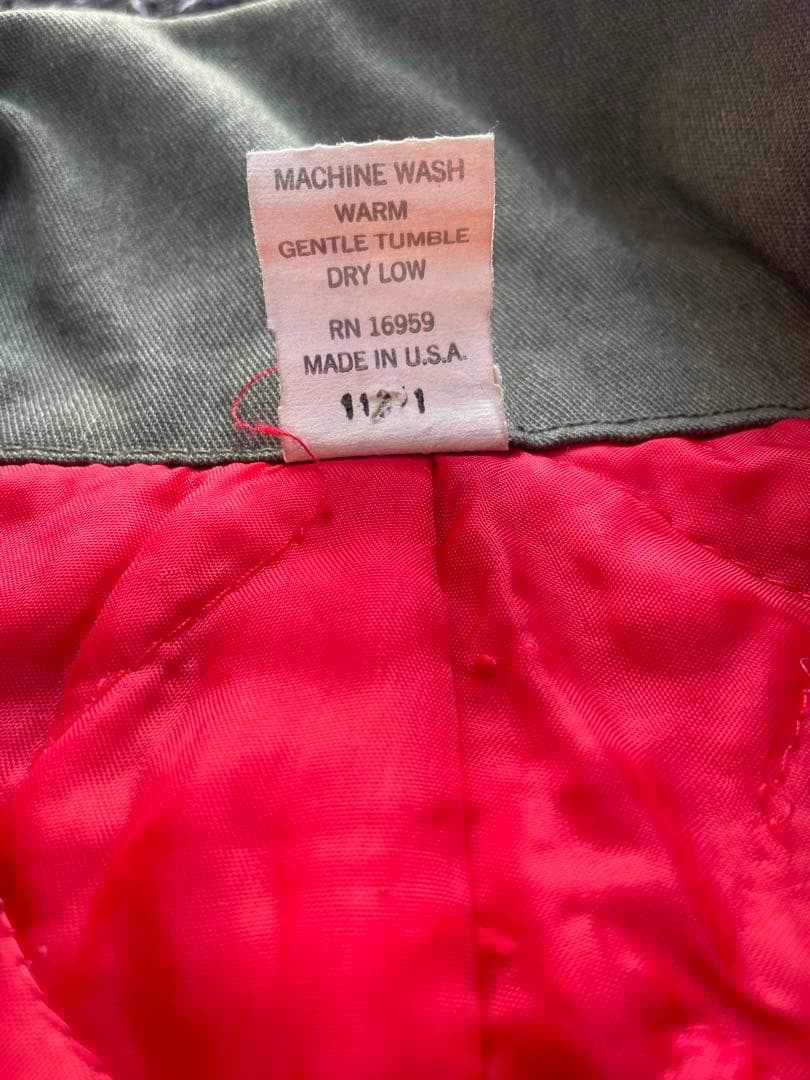 MACHINE WASH
WARM
GENTLE TUMBLE
DRY LOW
RN 16959
MADE IN U.S.A.